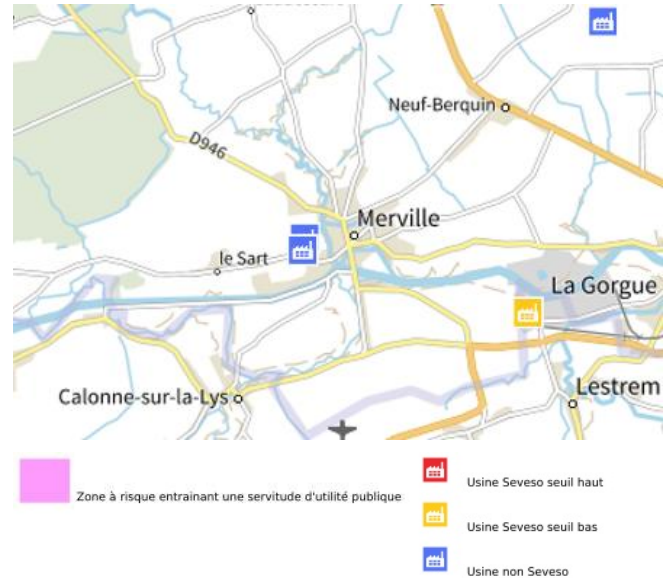 Neuf-Berquin
D946
Merville
le Sart
La Gorgue
Calonne-sur-la-Lys
Lestrem
Zone à risque entrainant une servitude d'utilité publique
Usine Seveso seuil haut
Usine Seveso seuil bas
Usine non Seveso